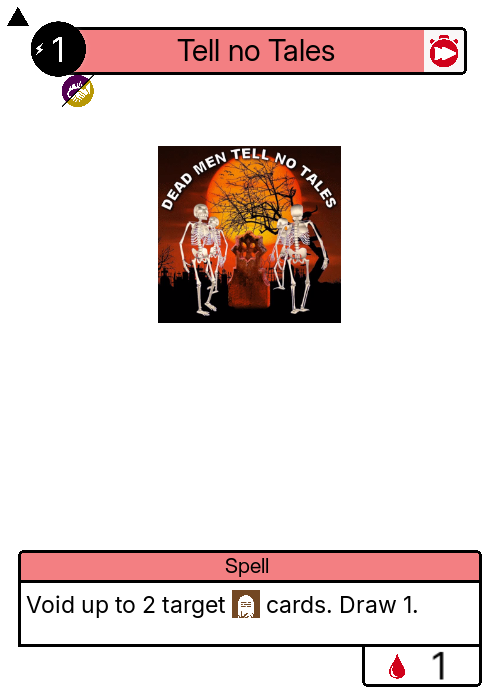 1 Tell no Tales
DEAD MEN TELL NO TALES
Spell
Void up to 2 target cards. Draw 1.
1